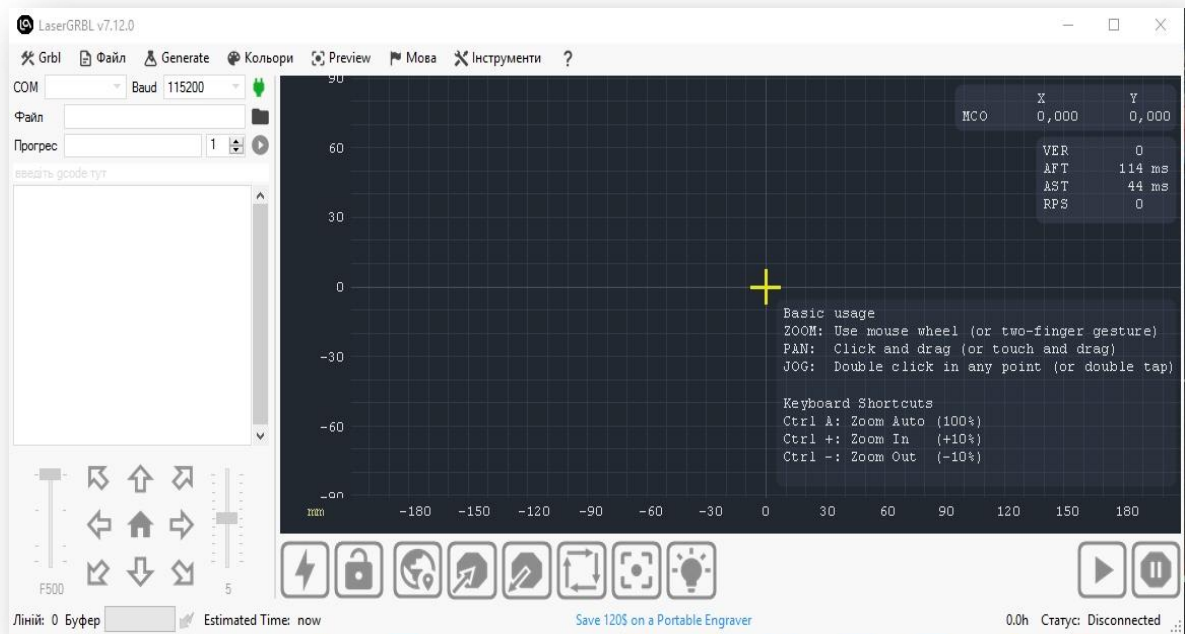 LaserGRBL v7.12.0
Grbl Файл Generate Кольори Preview Мова Інструменти ?
COM Baud 115200
Файл
Прогрес 1
введіть gcode тут
F500 5
90
60
30
0
-30
-60
-90
mm -180 -150 -120 -90 -60 -30 0 30 60 90 120 150 180
X Y
MCO 0,000 0,000
VER 0
AFT 114 ms
AST 44 ms
RPS 0
Basic usage
ZOOM: Use mouse wheel (or two-finger gesture)
PAN: Click and drag (or touch and drag)
JOG: Double click in any point (or double tap)
Keyboard Shortcuts
Ctrl A: Zoom Auto (100%)
Ctrl +: Zoom In (+10%)
Ctrl -: Zoom Out (-10%)
Ліній: 0 Буфер Estimated Time: now Save 120$ on a Portable Engraver 0.0h Статус: Disconnected